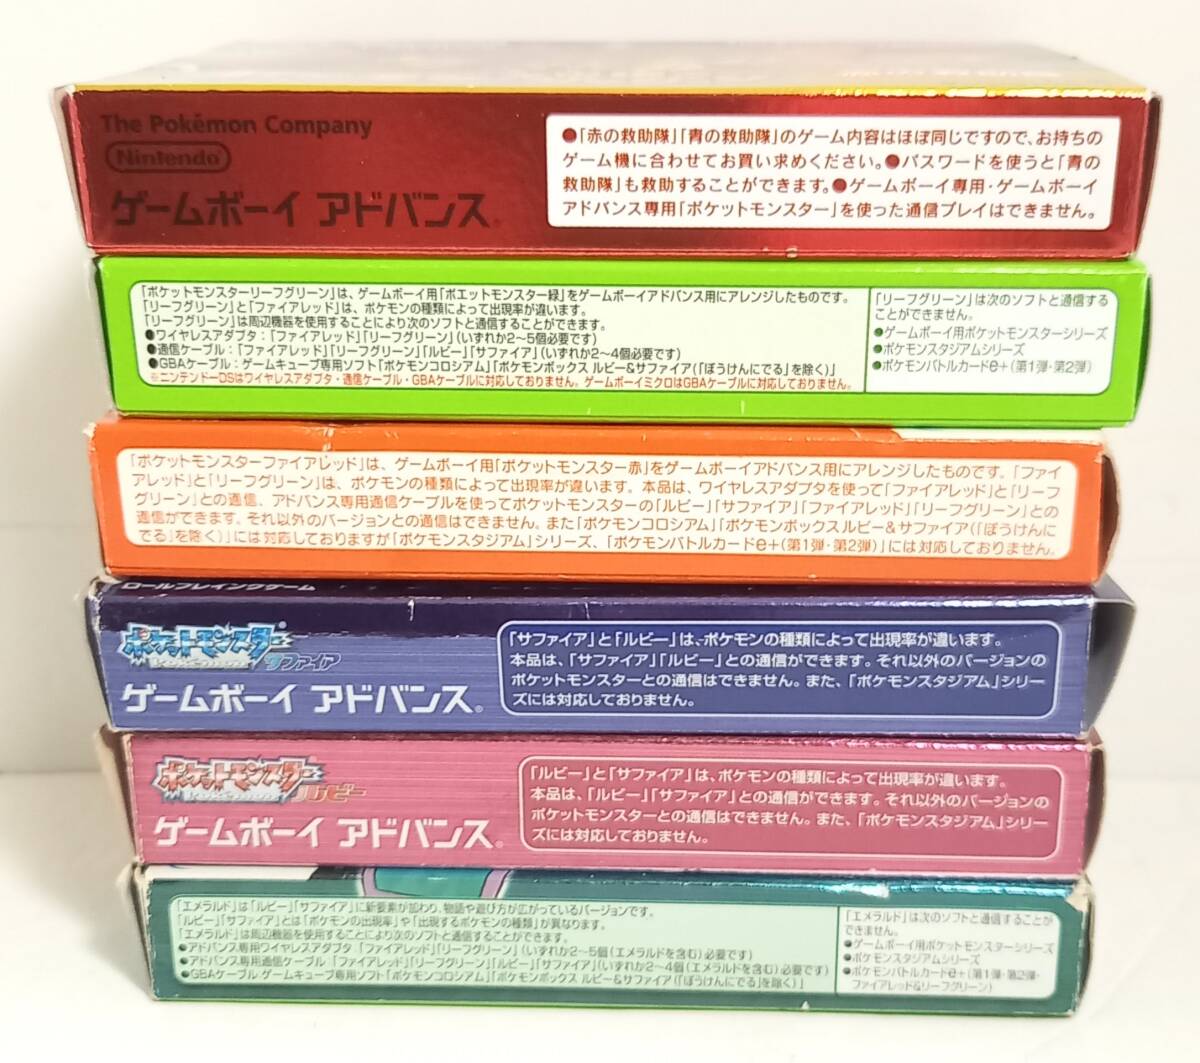 The Pokémon Company
Nintendo
ゲームボーイ アドバンス
●「赤の救助隊」「青の救助隊」のゲーム内容はほぼ同じですので、お持ちの
ゲーム機に合わせてお買い求めください。●パスワードを使うと「青の
救助隊」も救助することができます。●ゲームボーイ専用・ゲームボーイ
アドバンス専用「ポケットモンスター」を使った通信プレイはできません。
「ポケットモンスターリーフグリーン」は、ゲームボーイ用「ポエットモンスター緑」をゲームボーイアドバンス用にアレンジしたものです。
「リーフグリーン」と「ファイアレッド」は、ポケモンの種類によって出現率が違います。
「リーフグリーン」は周辺機器を使用することにより次のソフトと通信することができます。
●ワイヤレスアダプタ：「ファイアレッド」「リーフグリーン」(いずれか2〜5個必要です)
●通信ケーブル：「ファイアレッド」「リーフグリーン」「ルビー」「サファイア」(いずれか2〜4個必要です)
●GBAケーブル：ゲームキューブ専用ソフト「ポケモンコロシアム」「ポケモンボックス ルビー&サファイア(「ぼうけんにでる」を除く)」
※ニンテンドーDSはワイヤレスアダプタ・通信ケーブル・GBAケーブルに対応しておりません。ゲームボーイミクロはGBAケーブルに対応しておりません。
「リーフグリーン」は次のソフトと通信する
ことができません。
●ゲームボーイ用ポケットモンスターシリーズ
●ポケモンスタジアムシリーズ
●ポケモンバトルカードe+(第1弾・第2弾)
「ポケットモンスターファイアレッド」は、ゲームボーイ用「ポケットモンスター赤」をゲームボーイアドバンス用にアレンジしたものです。「ファイ
アレッド」と「リーフグリーン」は、ポケモンの種類によって出現率が違います。本品は、ワイヤレスアダプタを使って「ファイアレッド」と「リーフ
グリーン」との通信、アドバンス専用通信ケーブルを使ってポケットモンスターの「ルビー」「サファイア」「ファイアレッド」「リーフグリーン」との
通信ができます。それ以外のバージョンとの通信はできません。また「ポケモンコロシアム」「ポケモンボックス ルビー&サファイア(「ぼうけんに
でる」を除く)」には対応しておりますが「ポケモンスタジアム」シリーズ、「ポケモンバトルカードe+(第1弾・第2弾)」には対応しておりません。
ロールプレイングゲーム
ポケットモンスター
サファイア
ゲームボーイ アドバンス
「サファイア」と「ルビー」は、ポケモンの種類によって出現率が違います。
本品は、「サファイア」「ルビー」との通信ができます。それ以外のバージョンの
ポケットモンスターとの通信はできません。また、「ポケモンスタジアム」シリー
ズには対応しておりません。
ポケットモンスター
ルビー
ゲームボーイ アドバンス
「ルビー」と「サファイア」は、ポケモンの種類によって出現率が違います。
本品は、「ルビー」「サファイア」との通信ができます。それ以外のバージョンの
ポケットモンスターとの通信はできません。また、「ポケモンスタジアム」シリー
ズには対応しておりません。
「エメラルド」は「ルビー」「サファイア」に新要素が加わり、物語や遊び方が広がっているバージョンです。
「ルビー」「サファイア」とは「ポケモンの出現率」や「出現するポケモンの種類」が異なります。
「エメラルド」は周辺機器を使用することにより次のソフトと通信することができます。
●アドバンス専用ワイヤレスアダプタ 「ファイアレッド」「リーフグリーン」(いずれか2〜5個(エメラルドを含む)必要です)
●アドバンス専用通信ケーブル：「ファイアレッド」「リーフグリーン」「ルビー」「サファイア」(いずれか2〜4個(エメラルドを含む)必要です)
●GBAケーブル ゲームキューブ専用ソフト「ポケモンコロシアム」「ポケモンボックス ルビー&サファイア(「ぼうけんにでる」を除く)」
「エメラルド」は次のソフトと通信することが
できません。
●ゲームボーイ用ポケットモンスターシリーズ
●ポケモンスタジアムシリーズ
●ポケモンバトルカードe+(第1弾・第2弾・
ファイアレッド&リーフグリーン)